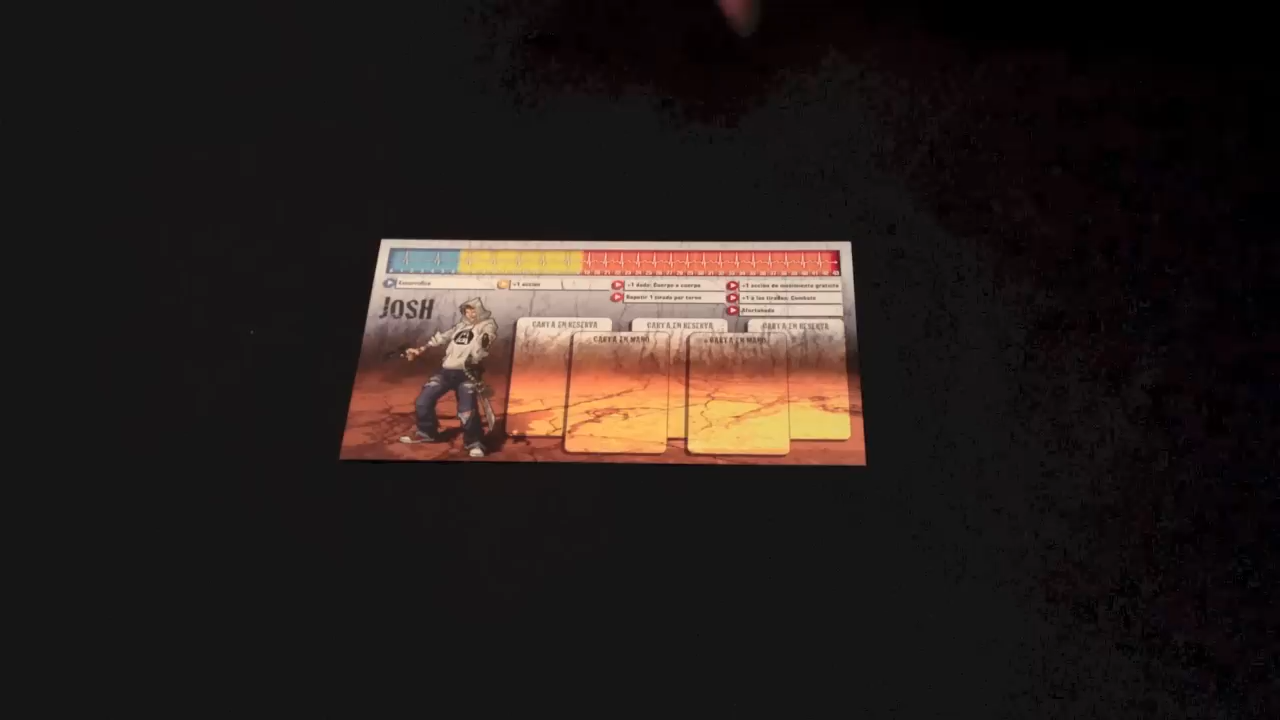 Escurridizo
+1 acción
+1 dado: Cuerpo a cuerpo
+1 acción de movimiento gratuita
Repetir 1 tirada por turno
+1 a las tiradas: Combate
Afortunado
JOSH
CARTA EN RESERVA
CARTA EN RESERVA
CARTA EN RESERVA
CARTA EN MANO
CARTA EN MANO